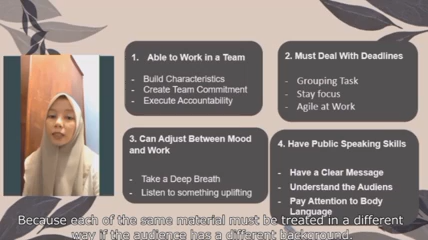 1. Able to Work in a Team
- Build Characteristics
- Create Team Commitment
- Execute Accountability
2. Must Deal With Deadlines
- Grouping Task
- Stay focus
- Agile at Work
3. Can Adjust Between Mood
and Work
- Take a Deep Breath
- Listen to something uplifting
4. Have Public Speaking Skills
- Have a Clear Message
- Understand the Audiens
- Pay Attention to Body
Language
Because each of the same material must be treated in a different
way if the audience has a different background.